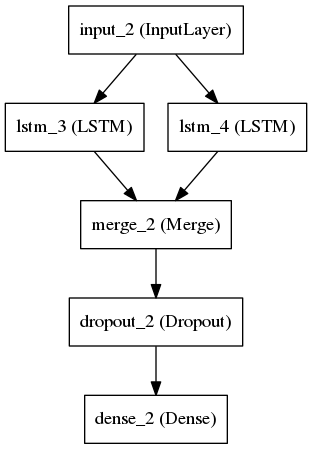 input_2 (InputLayer)
lstm_3 (LSTM)
lstm_4 (LSTM)
merge_2 (Merge)
dropout_2 (Dropout)
dense_2 (Dense)